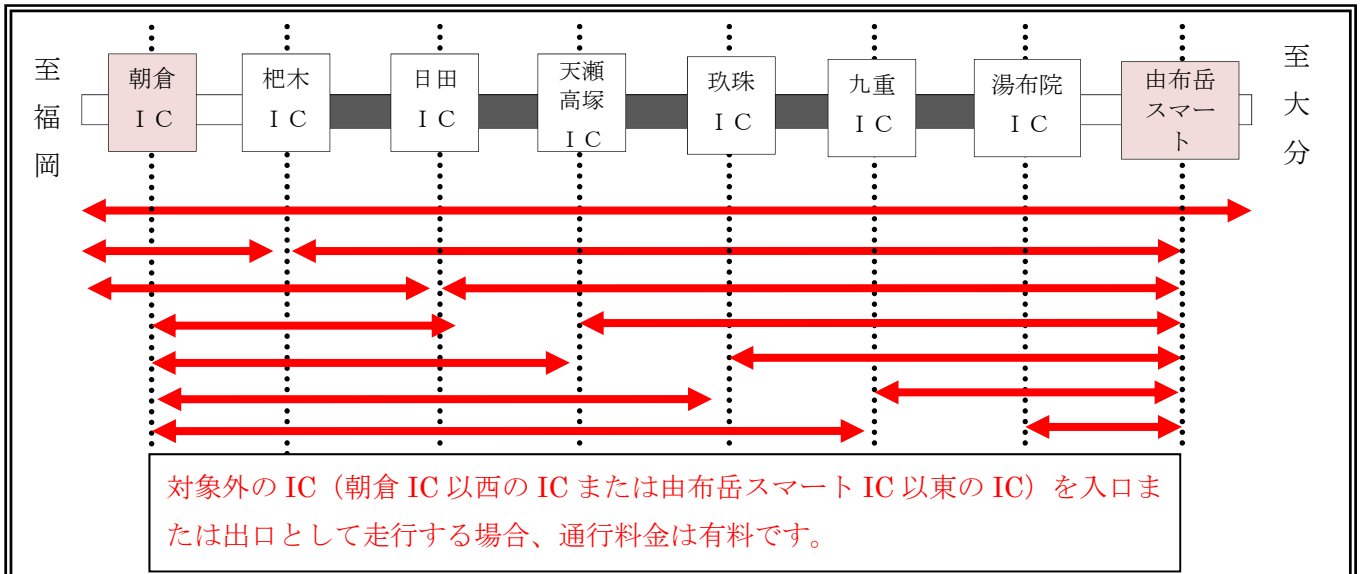 至福岡
朝倉
ＩＣ
杷木
ＩＣ
日田
ＩＣ
天瀬
高塚
ＩＣ
玖珠
ＩＣ
九重
ＩＣ
湯布院
ＩＣ
由布岳
スマー
ト
至大分
対象外の IC（朝倉 IC 以西の IC または由布岳スマート IC 以東の IC）を入口ま
たは出口として走行する場合、通行料金は有料です。